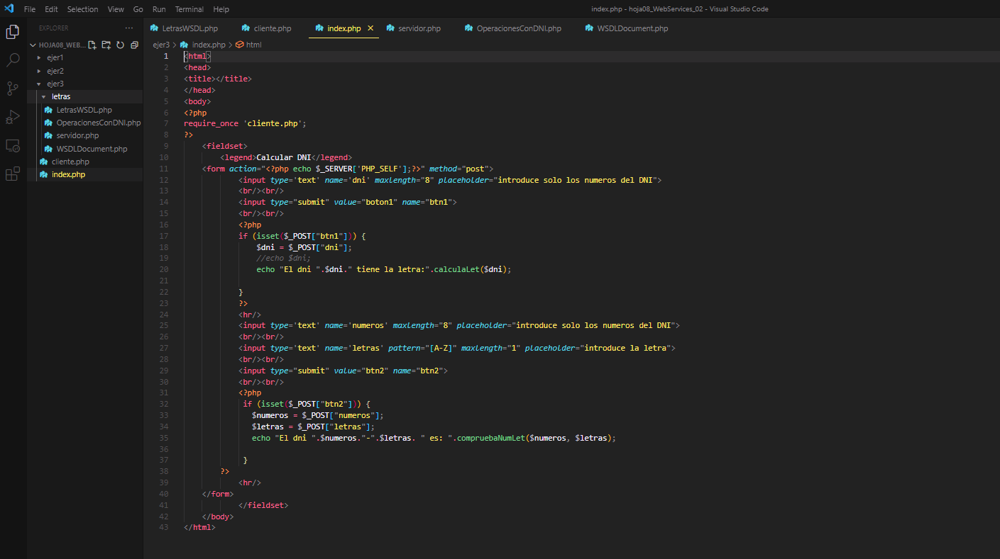 File Edit Selection View Go Run Terminal Help
index.php - hoja08_WebServices_02 - Visual Studio Code
EXPLORER
HOJA08_WEB...
ejer1
ejer2
ejer3
letras
LetrasWSDL.php
OperacionesConDNI.php
servidor.php
WSDLDocument.php
cliente.php
index.php
LetrasWSDL.php cliente.php index.php servidor.php OperacionesConDNI.php WSDLDocument.php
ejer3 > index.php > html
1 <html>
2 <head>
3 <title></title>
4 </head>
5 <body>
6 <?php
7 require_once 'cliente.php';
8 ?>
9 <fieldset>
10 <legend>Calcular DNI</legend>
11 <form action="<?php echo $_SERVER['PHP_SELF'];?>" method="post">
12 <input type='text' name='dni' maxlength="8" placeholder="introduce solo los numeros del DNI">
13 <br/><br/>
14 <input type="submit" value="boton1" name="btn1">
15 <br/><br/>
16 <?php
17 if (isset($_POST["btn1"])) {
18 $dni = $_POST["dni"];
19 //echo $dni;
20 echo "El dni ".$dni." tiene la letra:".calculaLet($dni);
21
22 }
23 ?>
24 <hr/>
25 <input type='text' name='numeros' maxlength="8" placeholder="introduce solo los numeros del DNI">
26 <br/><br/>
27 <input type='text' name='letras' pattern="[A-Z]" maxlength="1" placeholder="introduce la letra">
28 <br/><br/>
29 <input type="submit" value="btn2" name="btn2">
30 <br/><br/>
31 <?php
32 if (isset($_POST["btn2"])) {
33 $numeros = $_POST["numeros"];
34 $letras = $_POST["letras"];
35 echo "El dni ".$numeros."-".$letras. " es: ".compruebaNumLet($numeros, $letras);
36
37 }
38 ?>
39 <hr/>
40 </form>
41 </fieldset>
42 </body>
43 </html>